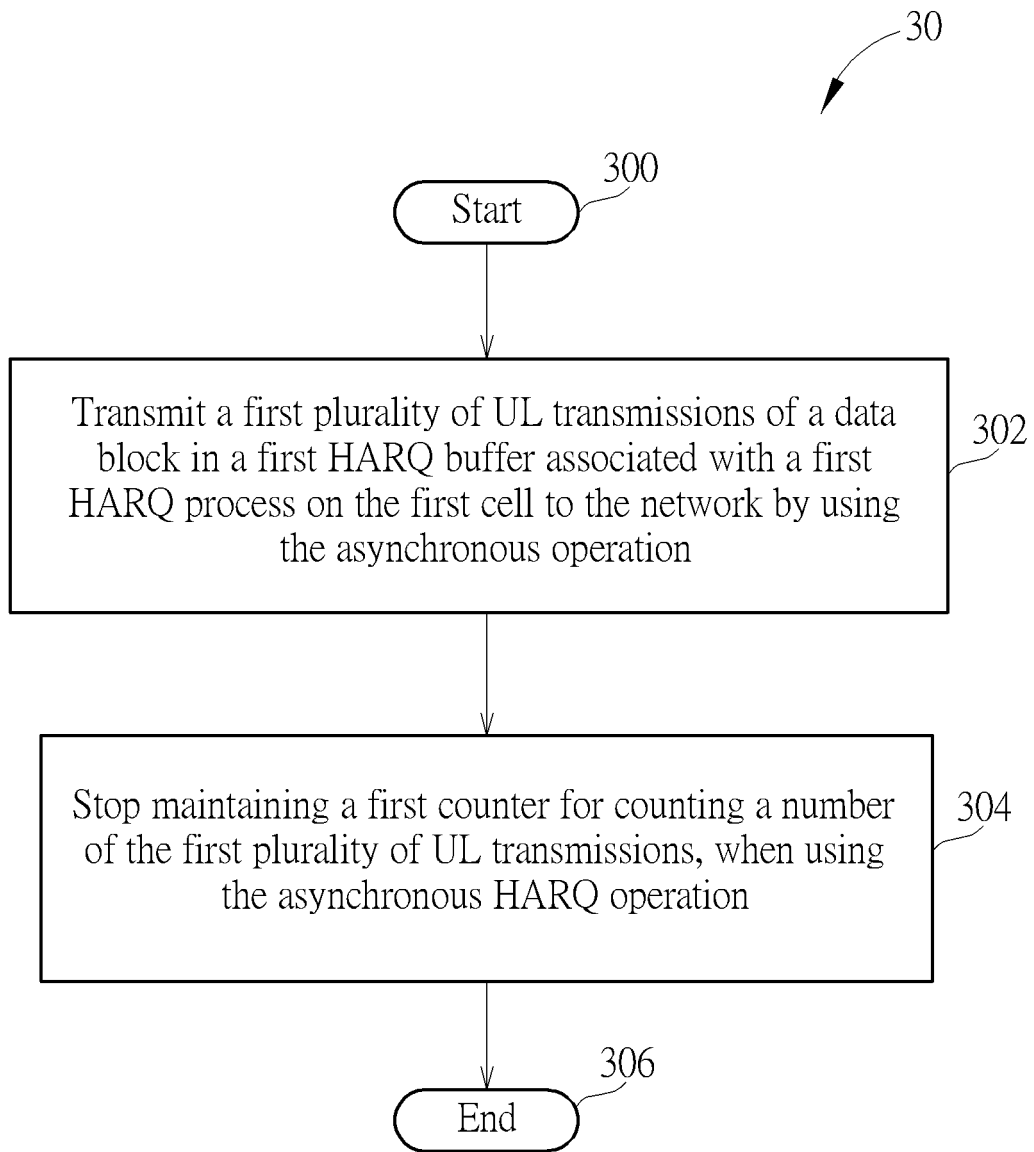 30
300
Start
Transmit a first plurality of UL transmissions of a data
block in a first HARQ buffer associated with a first
HARQ process on the first cell to the network by using
the asynchronous operation
302
Stop maintaining a first counter for counting a number
of the first plurality of UL transmissions, when using
the asynchronous HARQ operation
304
306
End